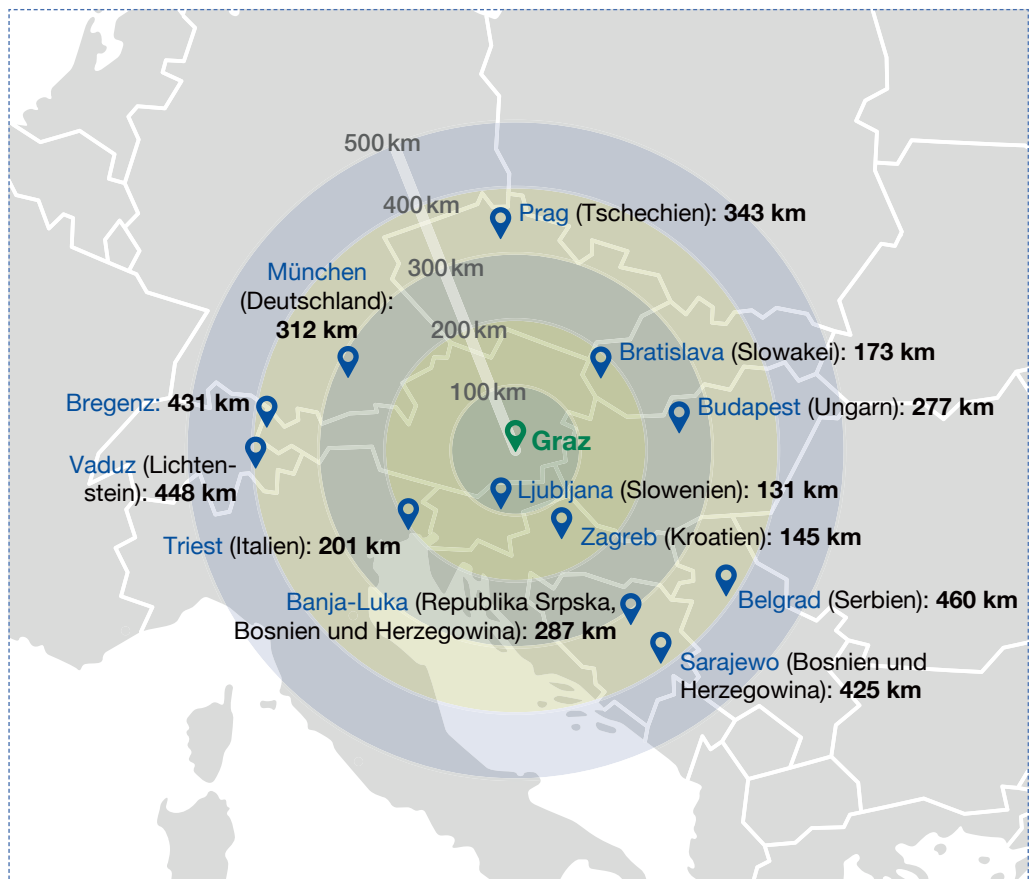 500 km
400 km
Prag (Tschechien): 343 km
300 km
München
(Deutschland):
312 km
200 km
Bratislava (Slowakei): 173 km
100 km
Bregenz: 431 km
Budapest (Ungarn): 277 km
Graz
Vaduz (Lichten-
stein): 448 km
Ljubljana (Slowenien): 131 km
Triest (Italien): 201 km
Zagreb (Kroatien): 145 km
Banja-Luka (Republika Srpska,
Bosnien und Herzegowina): 287 km
Belgrad (Serbien): 460 km
Sarajewo (Bosnien und
Herzegowina): 425 km